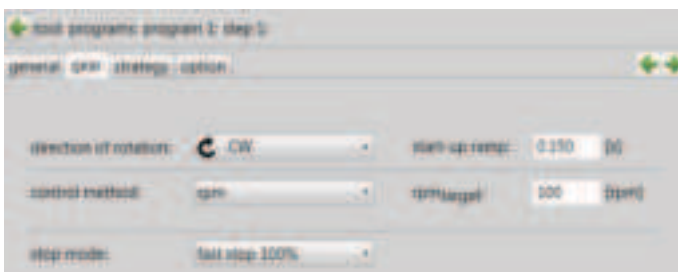 tool programs: program 1: step 1:
general strategy option
direction of rotation: CW start-up ramp: 0.150 [s]
control method: rpm rpm target: 100 [rpm]
stop mode: fast stop 100%